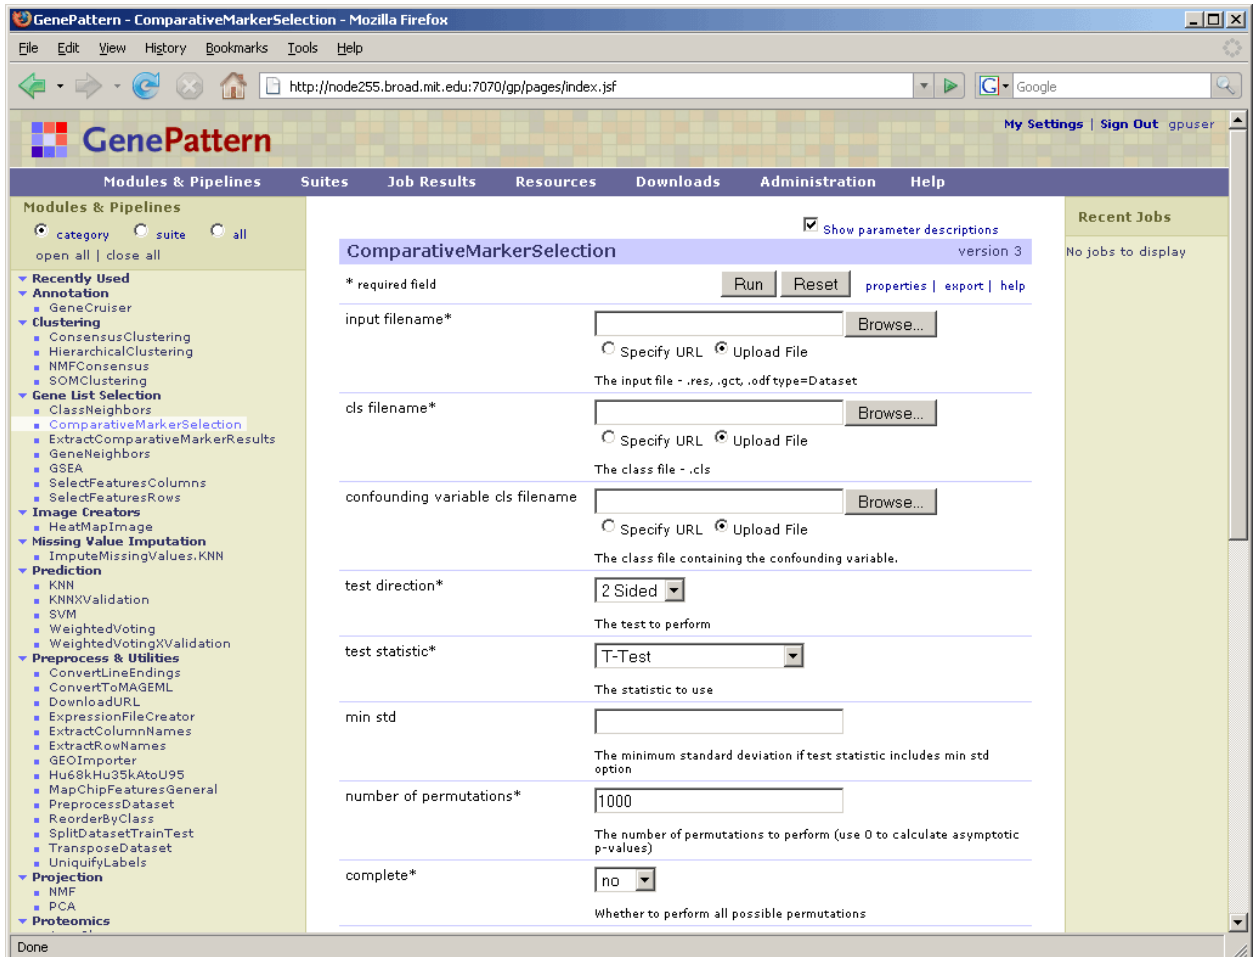 GenePattern - ComparativeMarkerSelection - Mozilla Firefox
File Edit View History Bookmarks Tools Help
http://node255.broad.mit.edu:7070/gp/pages/index.jsf
G Google
My Settings | Sign Out gpuser
GenePattern
Modules & Pipelines Suites Job Results Resources Downloads Administration Help
Modules & Pipelines
category suite all
open all | close all
Recently Used
Annotation
GeneCruiser
Clustering
ConsensusClustering
HierarchicalClustering
NMFConsensus
SOMClustering
Gene List Selection
ClassNeighbors
ComparativeMarkerSelection
ExtractComparativeMarkerResults
GeneNeighbors
GSEA
SelectFeaturesColumns
SelectFeaturesRows
Image Creators
HeatMapImage
Missing Value Imputation
ImputeMissingValues.KNN
Prediction
KNN
KNNXValidation
SVM
WeightedVoting
WeightedVotingXValidation
Preprocess & Utilities
ConvertLineEndings
ConvertToMAGEML
DownloadURL
ExpressionFileCreator
ExtractColumnNames
ExtractRowNames
GEOImporter
Hu68kHu35kAtoU95
MapChipFeaturesGeneral
PreprocessDataset
ReorderByClass
SplitDatasetTrainTest
TransposeDataset
UniquifyLabels
Projection
NMF
PCA
Proteomics
Show parameter descriptions
ComparativeMarkerSelection version 3
* required field Run Reset properties | export | help
input filename* Browse...
Specify URL Upload File
The input file - .res, .gct, .odf type=Dataset
cls filename* Browse...
Specify URL Upload File
The class file - .cls
confounding variable cls filename Browse...
Specify URL Upload File
The class file containing the confounding variable.
test direction* 2 Sided
The test to perform
test statistic* T-Test
The statistic to use
min std
The minimum standard deviation if test statistic includes min std
option
number of permutations* 1000
The number of permutations to perform (use 0 to calculate asymptotic
p-values)
complete* no
Whether to perform all possible permutations
Recent Jobs
No jobs to display
Done